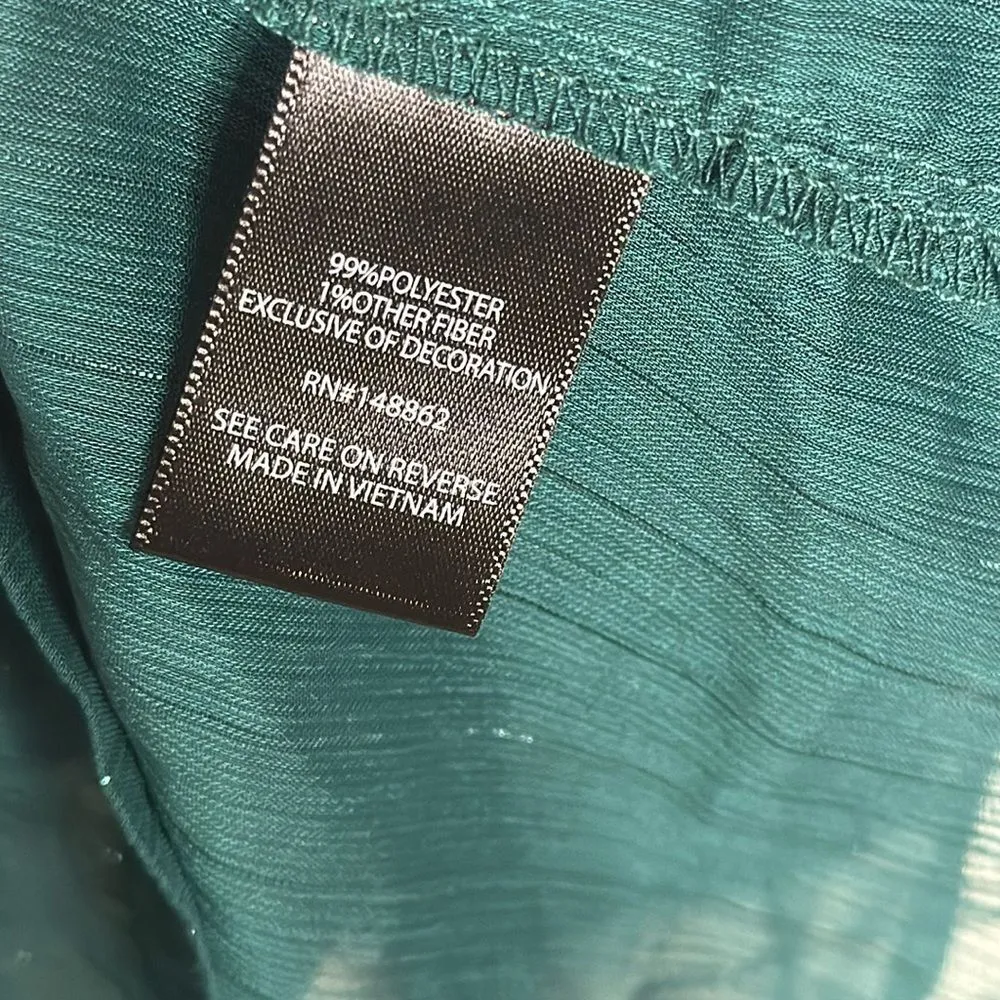 99%POLYESTER
1%OTHER FIBER
EXCLUSIVE OF DECORATION
RN#148862
SEE CARE ON REVERSE
MADE IN VIETNAM